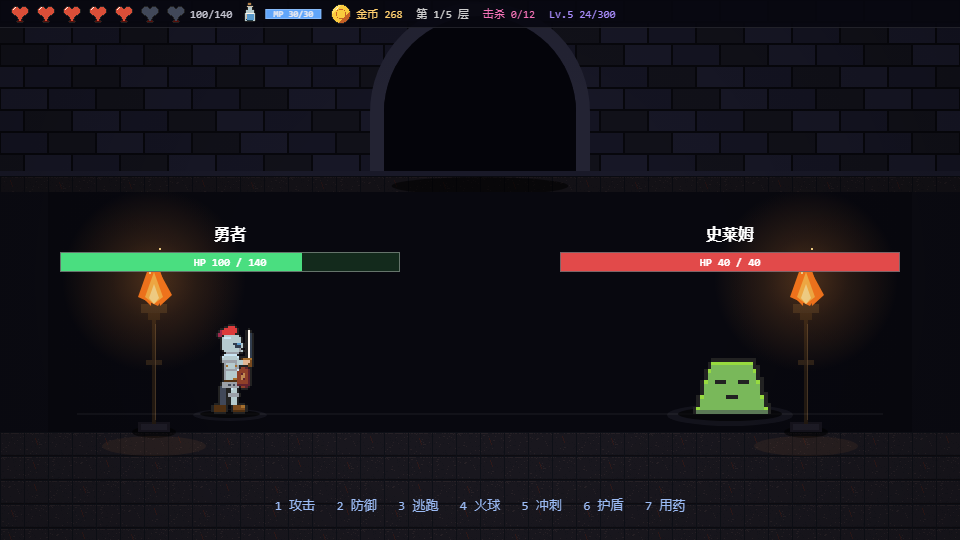 100/140 MP 30/30 金币 268 第 1/5 层 击杀 0/12 Lv.5 24/300
勇者 史莱姆
HP 100 / 140 HP 40 / 40
1 攻击 2 防御 3 逃跑 4 火球 5 冲刺 6 护盾 7 用药